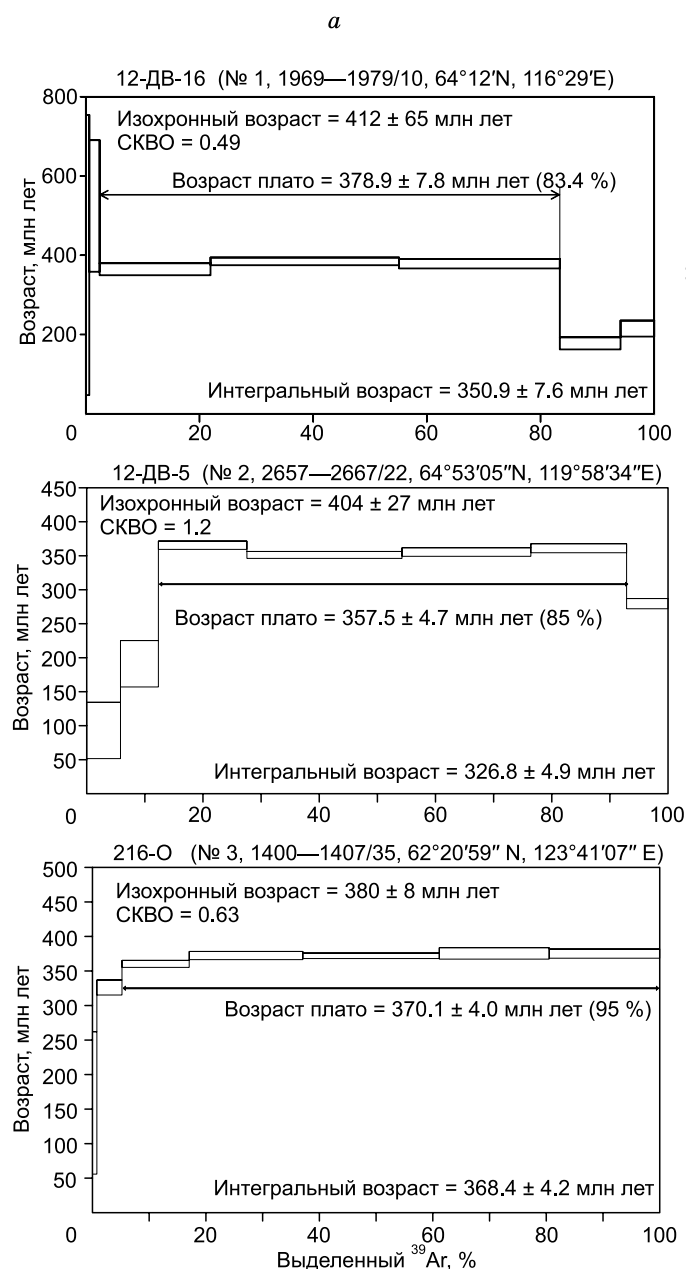 а
12-ДВ-16 (№ 1, 1969—1979/10, 64°12′N, 116°29′E)
800
Изохронный возраст = 412 ± 65 млн лет
СКВО = 0.49
600
Возраст плато = 378.9 ± 7.8 млн лет (83.4 %)
400
200
Возраст, млн лет
Интегральный возраст = 350.9 ± 7.6 млн лет
0 20 40 60 80 100
12-ДВ-5 (№ 2, 2657—2667/22, 64°53′05″N, 119°58′34″E)
450
Изохронный возраст = 404 ± 27 млн лет
400
СКВО = 1.2
350
300
Возраст плато = 357.5 ± 4.7 млн лет (85 %)
250
200
150
100
50
Возраст, млн лет
Интегральный возраст = 326.8 ± 4.9 млн лет
0 20 40 60 80 100
216-О (№ 3, 1400—1407/35, 62°20′59″ N, 123°41′07″ E)
500
Изохронный возраст = 380 ± 8 млн лет
450
СКВО = 0.63
400
350
300
Возраст плато = 370.1 ± 4.0 млн лет (95 %)
250
200
150
100
50
Возраст, млн лет
Интегральный возраст = 368.4 ± 4.2 млн лет
0 20 40 60 80 100
Выделенный ³⁹Ar, %